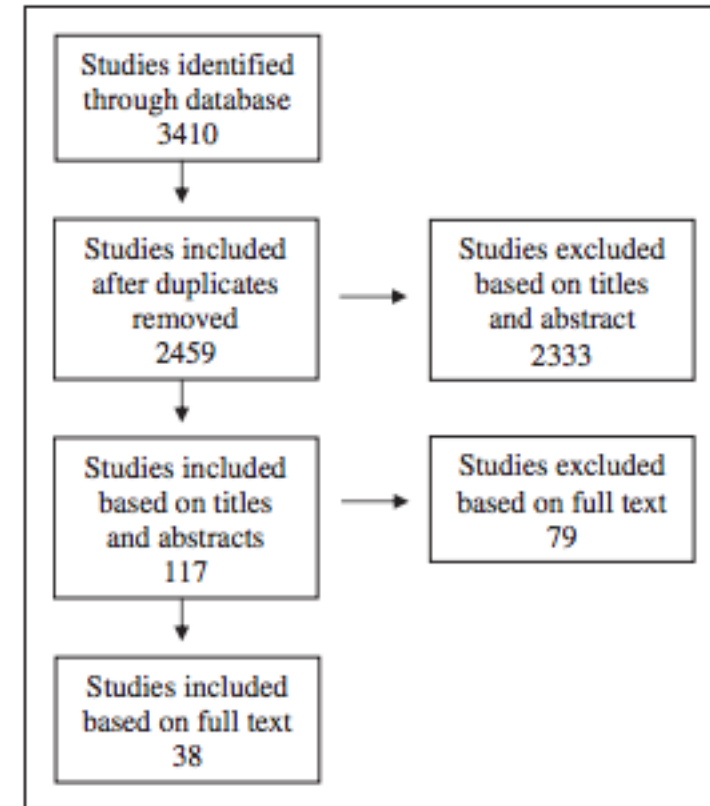 Studies identified
through database
3410
Studies included
after duplicates
removed
2459
Studies excluded
based on titles
and abstract
2333
Studies included
based on titles
and abstracts
117
Studies excluded
based on full text
79
Studies included
based on full text
38